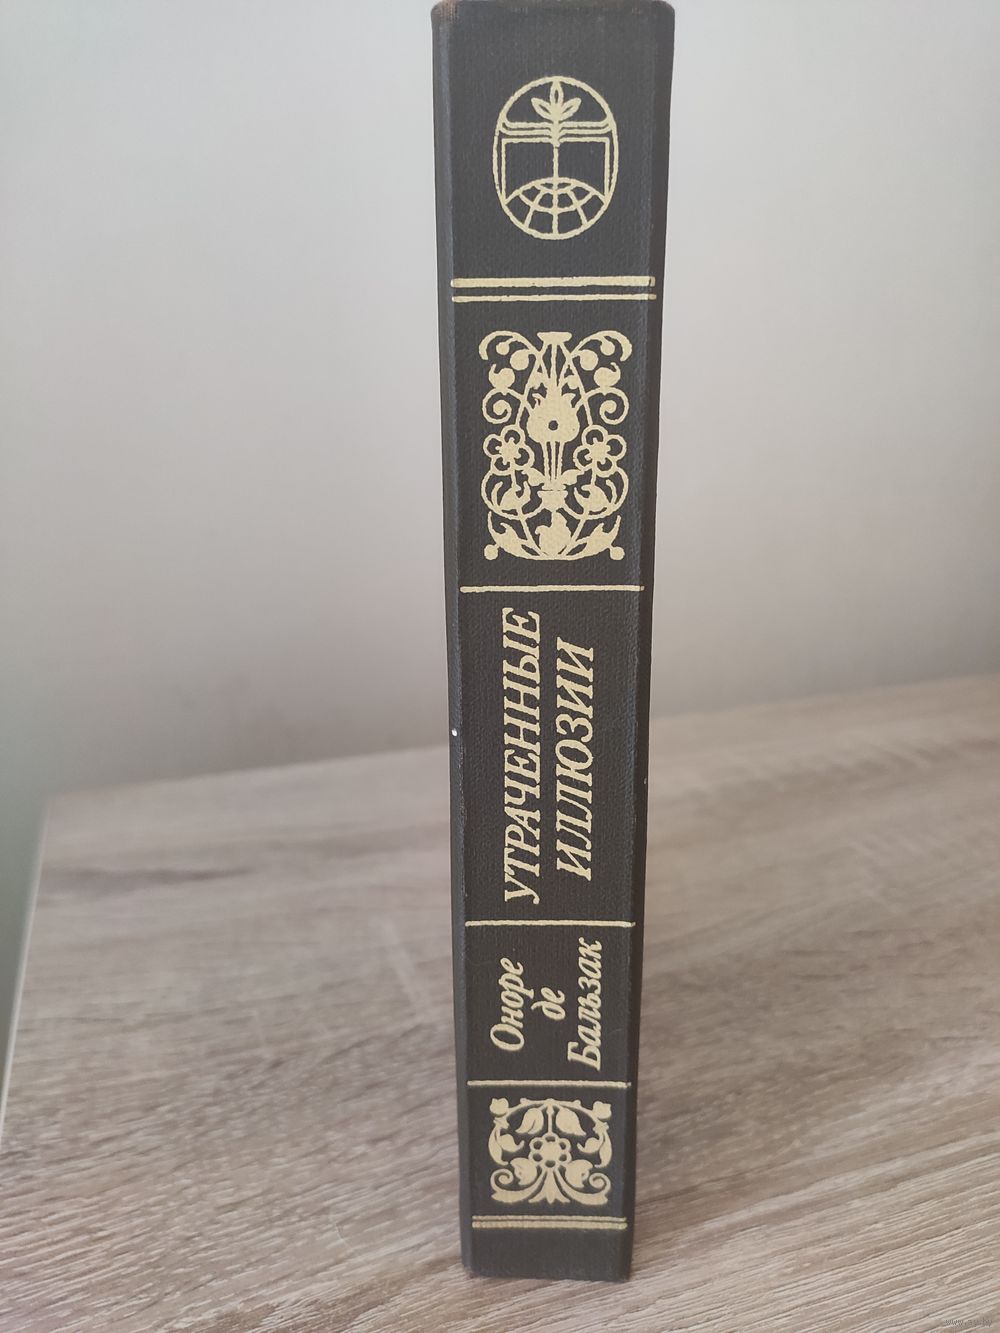 УТРАЧЕННЫЕ
ИЛЛЮЗИИ
Оноре
де
Бальзак